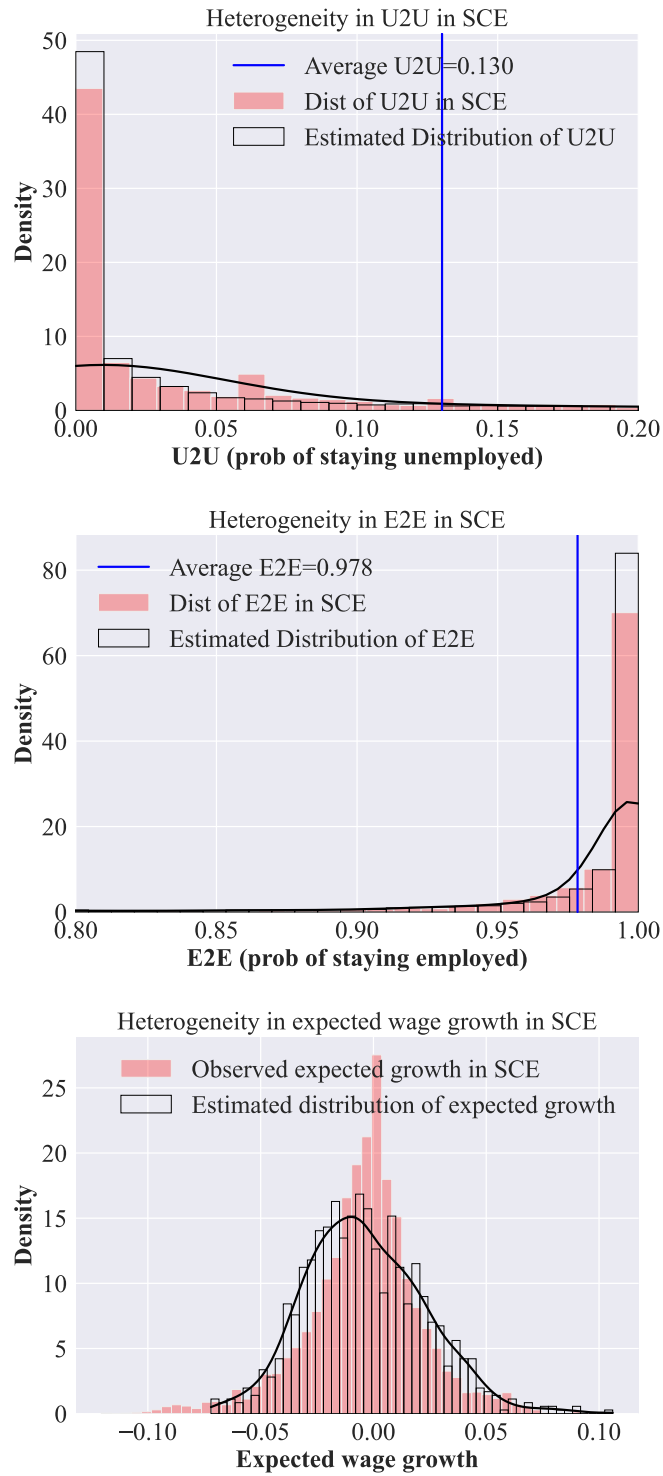 Heterogeneity in U2U in SCE
Average U2U=0.130
Dist of U2U in SCE
Estimated Distribution of U2U
50
40
30
20
10
0
Density
0.00 0.05 0.10 0.15 0.20
U2U (prob of staying unemployed)
Heterogeneity in E2E in SCE
Average E2E=0.978
Dist of E2E in SCE
Estimated Distribution of E2E
80
60
40
20
0
Density
0.80 0.85 0.90 0.95 1.00
E2E (prob of staying employed)
Heterogeneity in expected wage growth in SCE
Observed expected growth in SCE
Estimated distribution of expected growth
25
20
15
10
5
0
Density
−0.10 −0.05 0.00 0.05 0.10
Expected wage growth